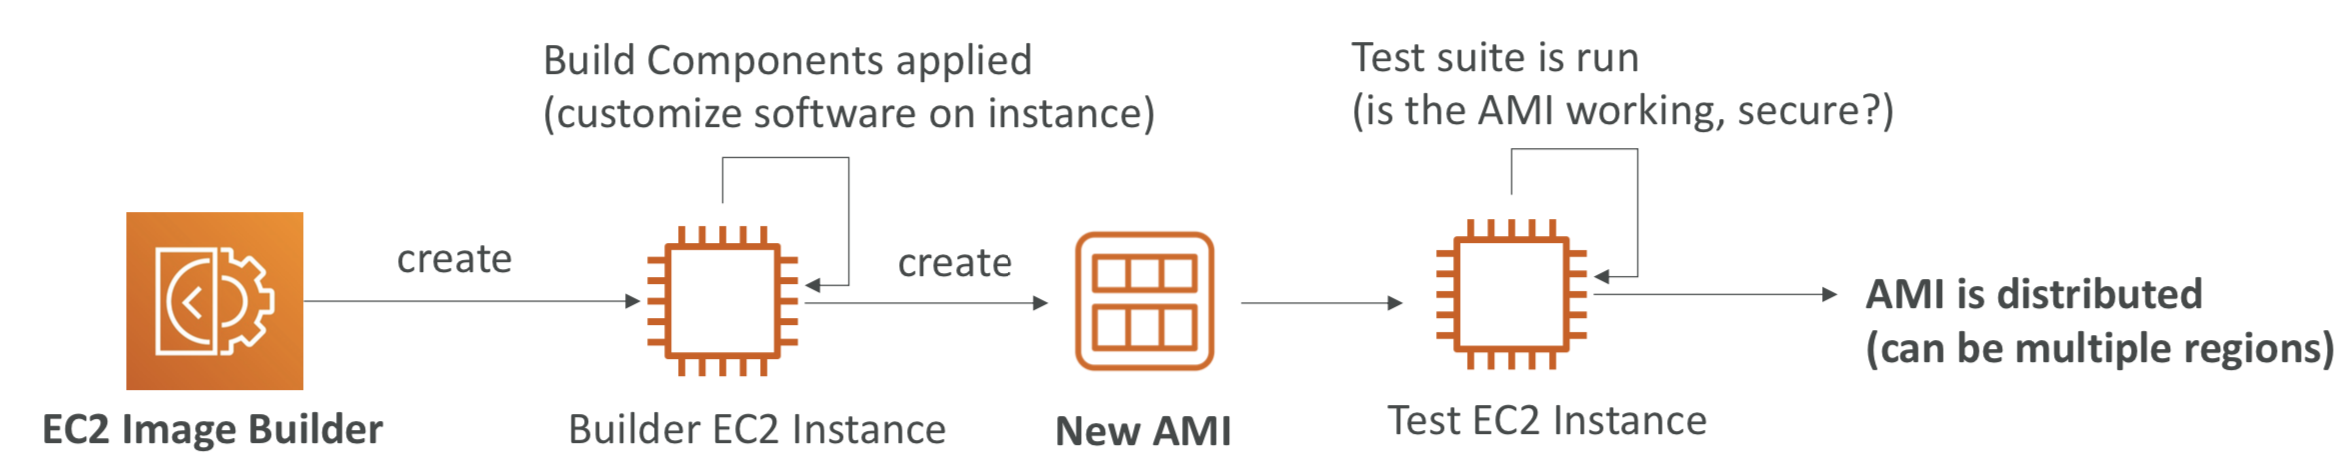 Build Components applied
(customize software on instance)
Test suite is run
(is the AMI working, secure?)
create
create
AMI is distributed
(can be multiple regions)
EC2 Image Builder
Builder EC2 Instance
New AMI
Test EC2 Instance